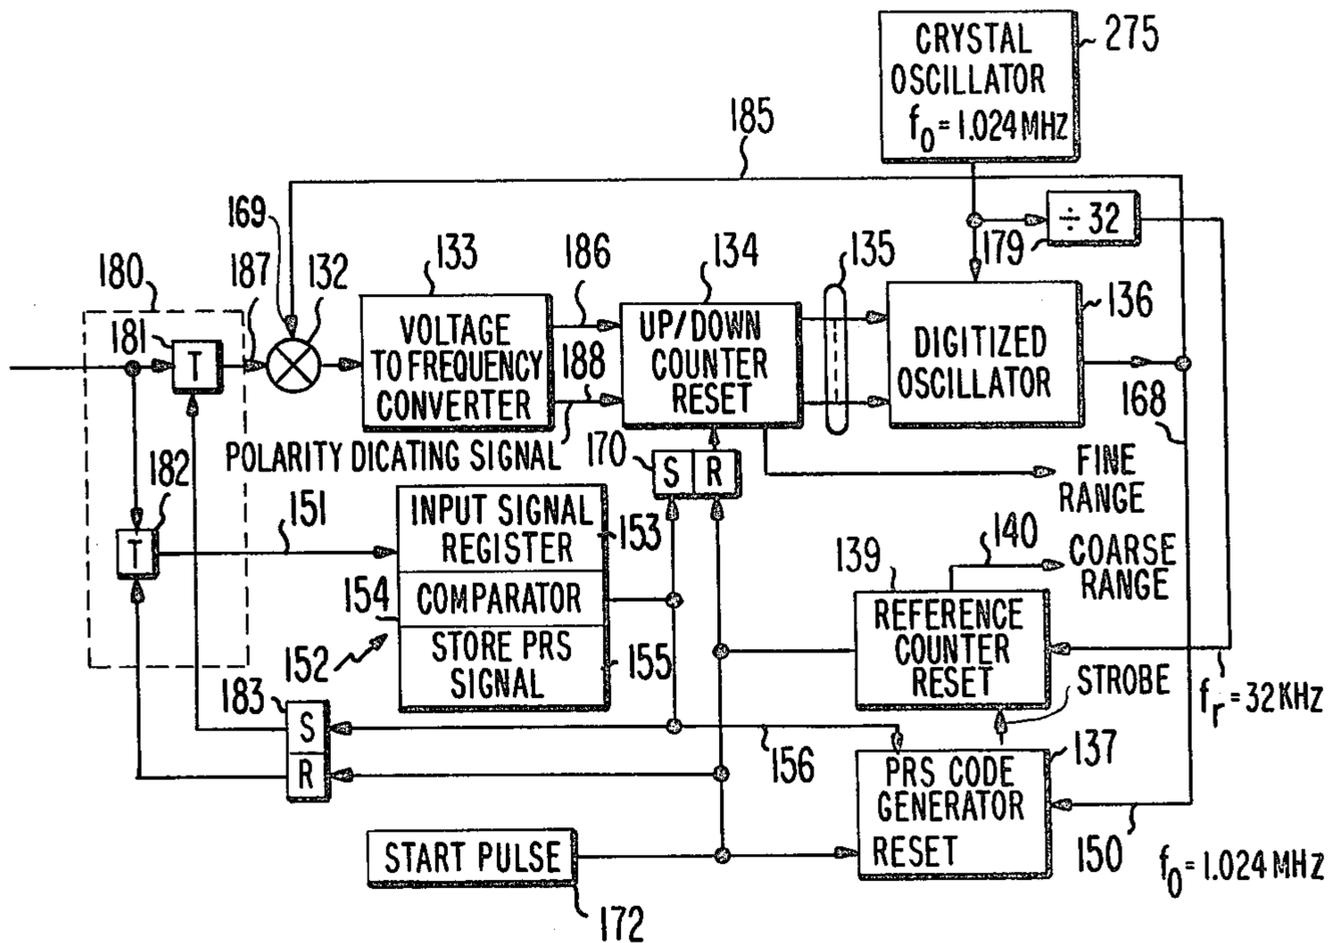 CRYSTAL
OSCILLATOR
f₀ = 1.024 MHz
275
185
÷ 32
179
169
187
132
133
186
134
135
136
180
181
T
VOLTAGE
TO FREQUENCY
CONVERTER
188
UP/DOWN
COUNTER
RESET
DIGITIZED
OSCILLATOR
168
POLARITY DICATING SIGNAL
170
S R
FINE
RANGE
182
T
151
INPUT SIGNAL
REGISTER
153
COMPARATOR
154
STORE PRS
SIGNAL
155
152
139
140
COARSE
RANGE
REFERENCE
COUNTER
RESET
STROBE
fᵣ = 32 KHz
183
S
R
156
PRS CODE
GENERATOR
RESET
137
150
f₀ = 1.024 MHz
START PULSE
172